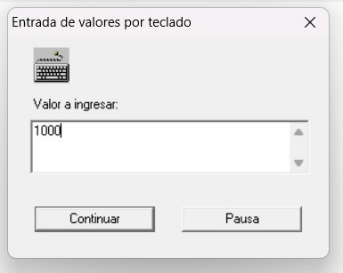 Entrada de valores por teclado
Valor a ingresar:
1000
Continuar Pausa